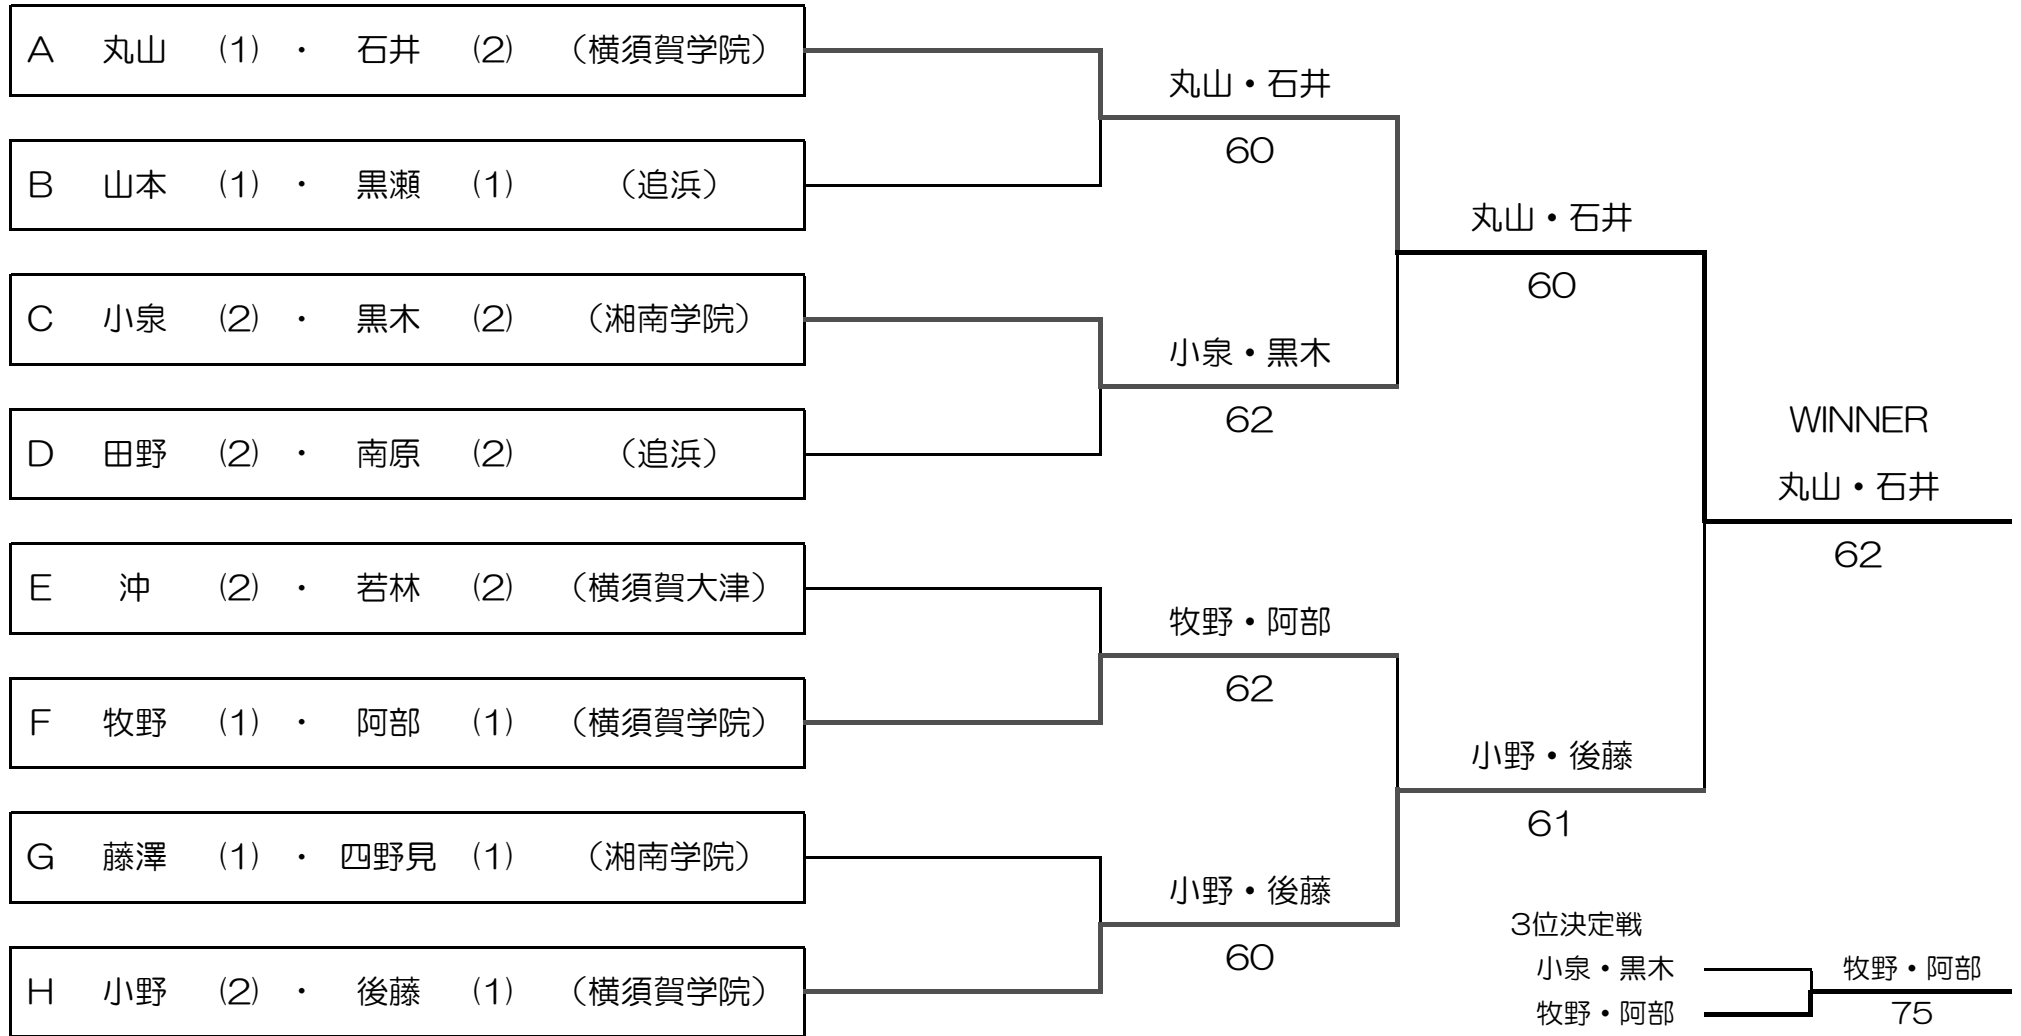 A 丸山 (1) ・ 石井 (2) （横須賀学院）
丸山・石井
60
B 山本 (1) ・ 黒瀬 (1) （追浜）
丸山・石井
60
C 小泉 (2) ・ 黒木 (2) （湘南学院）
小泉・黒木
62
D 田野 (2) ・ 南原 (2) （追浜）
WINNER
丸山・石井
62
E 沖 (2) ・ 若林 (2) （横須賀大津）
牧野・阿部
62
F 牧野 (1) ・ 阿部 (1) （横須賀学院）
小野・後藤
61
G 藤澤 (1) ・ 四野見 (1) （湘南学院）
小野・後藤
60
H 小野 (2) ・ 後藤 (1) （横須賀学院）
3位決定戦
小泉・黒木
牧野・阿部
牧野・阿部
75